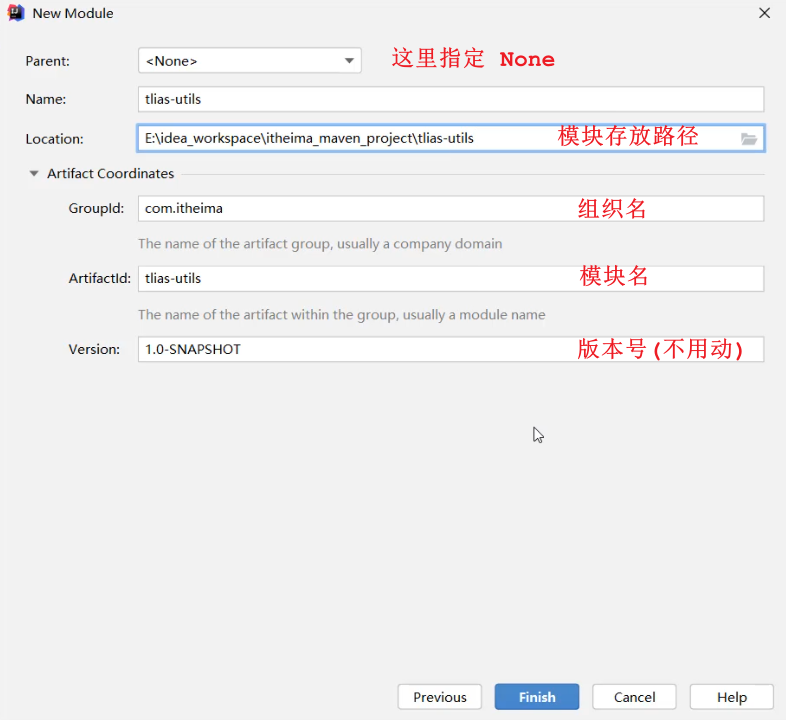 New Module
Parent: <None> 这里指定 None
Name: tlias-utils
Location: E:\idea_workspace\itheima_maven_project\tlias-utils 模块存放路径
Artifact Coordinates
GroupId: com.itheima 组织名
The name of the artifact group, usually a company domain
ArtifactId: tlias-utils 模块名
The name of the artifact within the group, usually a module name
Version: 1.0-SNAPSHOT 版本号(不用动)
Previous Finish Cancel Help